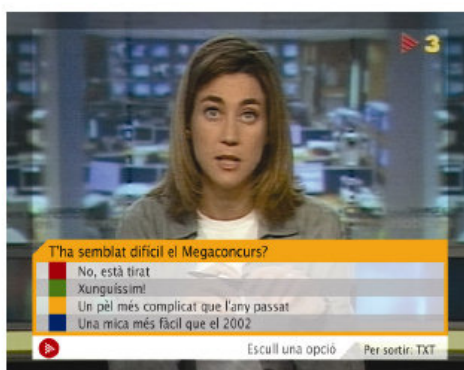 3
T'ha semblat difícil el Megaconcurs?
No, està tirat
Xunguíssim!
Un pèl més complicat que l'any passat
Una mica més fàcil que el 2002
Escull una opció Per sortir: TXT